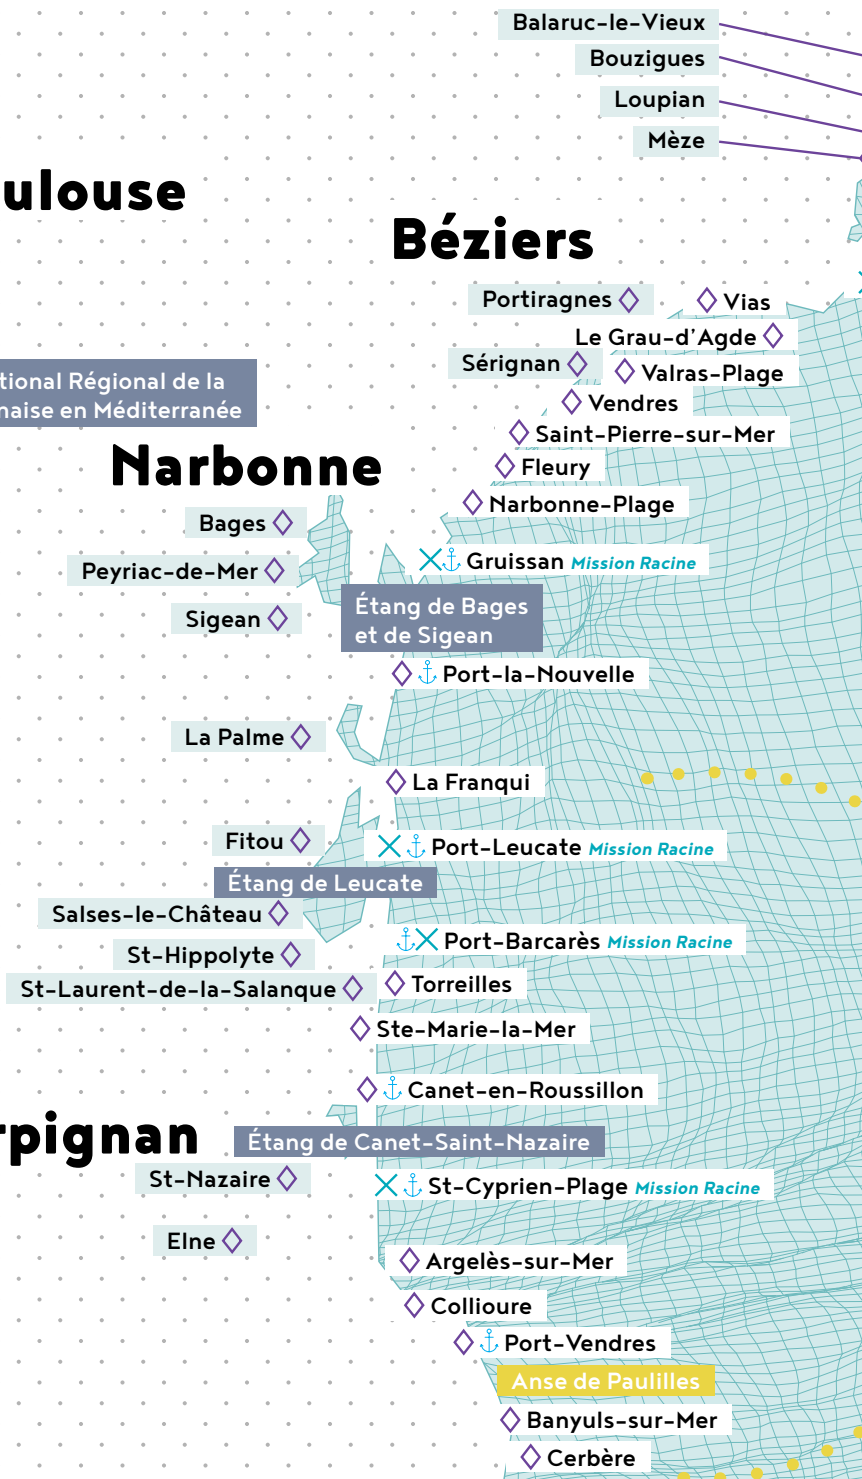 Balaruc-le-Vieux
Bouzigues
Loupian
Mèze
ulouse
Béziers
Portiragnes
Vias
Le Grau-d'Agde
Sérignan
Valras-Plage
tional Régional de la
naise en Méditerranée
Vendres
Saint-Pierre-sur-Mer
Narbonne
Fleury
Narbonne-Plage
Bages
Gruissan Mission Racine
Peyriac-de-Mer
Étang de Bages
et de Sigean
Sigean
Port-la-Nouvelle
La Palme
La Franqui
Fitou
Port-Leucate Mission Racine
Étang de Leucate
Salses-le-Château
Port-Barcarès Mission Racine
St-Hippolyte
Torreilles
St-Laurent-de-la-Salanque
Ste-Marie-la-Mer
Canet-en-Roussillon
rpignan
Étang de Canet-Saint-Nazaire
St-Nazaire
St-Cyprien-Plage Mission Racine
Elne
Argelès-sur-Mer
Collioure
Port-Vendres
Anse de Paulilles
Banyuls-sur-Mer
Cerbère